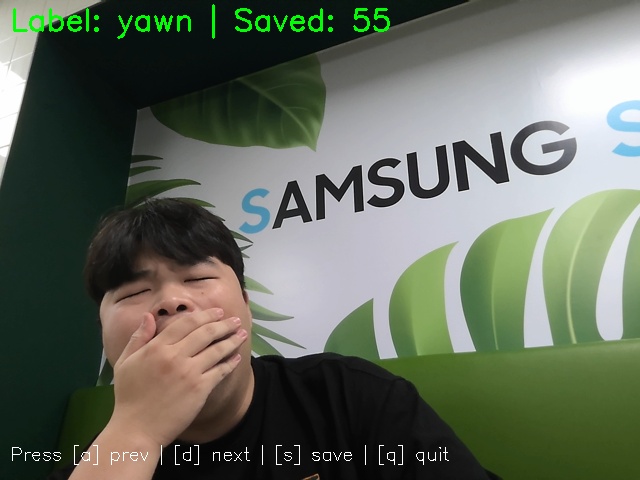 Label: yawn | Saved: 55
SAMSUNG S
Press [a] prev | [d] next | [s] save | [q] quit